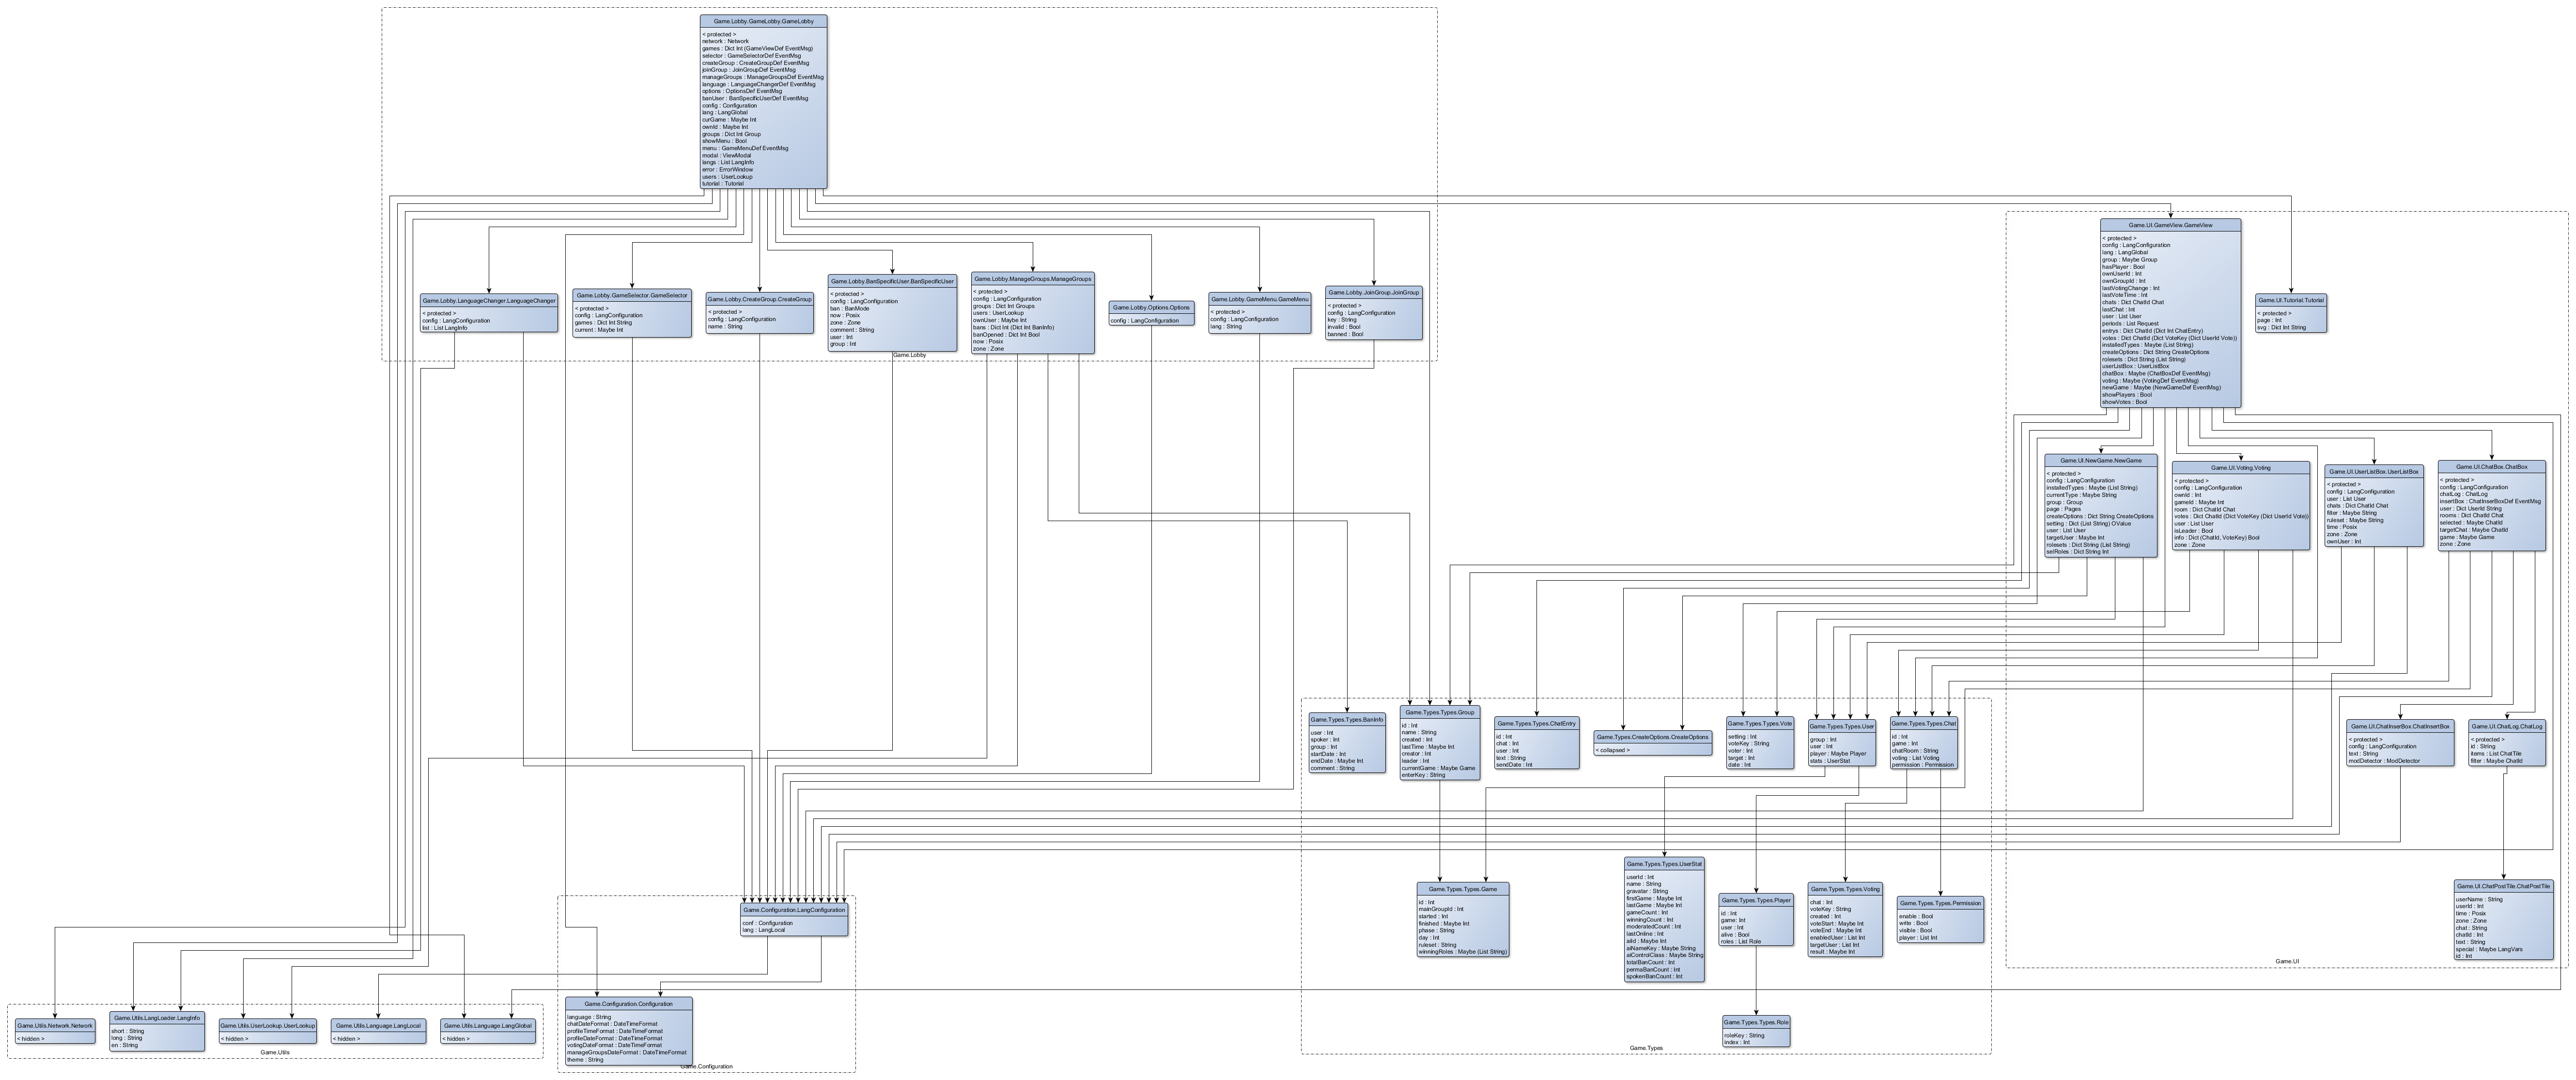 Game.Lobby.GameLobby.GameLobby
< protected >
network : Network
games : Dict Int (GameViewDef EventMsg)
selector : GameSelectorDef EventMsg
createGroup : CreateGroupDef EventMsg
joinGroup : JoinGroupDef EventMsg
manageGroups : ManageGroupsDef EventMsg
language : LanguageChangerDef EventMsg
options : OptionsDef EventMsg
banUser : BanSpecificUserDef EventMsg
config : Configuration
lang : LangGlobal
curGame : Maybe Int
ownId : Maybe Int
groups : Dict Int Group
showMenu : Bool
menu : GameMenuDef EventMsg
modal : ViewModal
langs : List LangInfo
error : ErrorWindow
users : UserLookup
tutorial : Tutorial
Game.Lobby.LanguageChanger.LanguageChanger
< protected >
config : LangConfiguration
list : List LangInfo
Game.Lobby.GameSelector.GameSelector
< protected >
config : LangConfiguration
games : Dict Int String
current : Maybe Int
Game.Lobby.CreateGroup.CreateGroup
< protected >
config : LangConfiguration
name : String
Game.Lobby.BanSpecificUser.BanSpecificUser
< protected >
config : LangConfiguration
ban : BanMode
now : Posix
zone : Zone
comment : String
user : Int
group : Int
Game.Lobby.ManageGroups.ManageGroups
< protected >
config : LangConfiguration
groups : Dict Int Groups
users : UserLookup
ownUser : Maybe Int
bans : Dict Int (Dict Int BanInfo)
banOpened : Dict Int Bool
now : Posix
zone : Zone
Game.Lobby.Options.Options
config : LangConfiguration
Game.Lobby.GameMenu.GameMenu
< protected >
config : LangConfiguration
lang : String
Game.Lobby.JoinGroup.JoinGroup
< protected >
config : LangConfiguration
key : String
invalid : Bool
banned : Bool
Game.Lobby
Game.UI.GameView.GameView
< protected >
config : LangConfiguration
lang : LangGlobal
group : Maybe Group
hasPlayer : Bool
ownUserId : Int
ownGroupId : Int
lastVotingChange : Int
lastVoteTime : Int
chats : Dict ChatId Chat
lastChat : Int
user : List User
periods : List Request
entrys : Dict ChatId (Dict Int ChatEntry)
votes : Dict ChatId (Dict VoteKey (Dict UserId Vote))
installedTypes : Maybe (List String)
createOptions : Dict String CreateOptions
rolesets : Dict String (List String)
userListBox : UserListBox
chatBox : Maybe (ChatBoxDef EventMsg)
voting : Maybe (VotingDef EventMsg)
newGame : Maybe (NewGameDef EventMsg)
showPlayers : Bool
showVotes : Bool
Game.UI.Tutorial.Tutorial
< protected >
page : Int
svg : Dict Int String
Game.UI.NewGame.NewGame
< protected >
config : LangConfiguration
installedTypes : Maybe (List String)
currentType : Maybe String
group : Group
page : Pages
createOptions : Dict String CreateOptions
setting : Dict (List String) OValue
user : List User
targetUser : Maybe Int
rolesets : Dict String (List String)
selRoles : Dict String Int
Game.UI.Voting.Voting
< protected >
config : LangConfiguration
ownId : Int
gameId : Maybe Int
room : Dict ChatId Chat
votes : Dict ChatId (Dict VoteKey (Dict UserId Vote))
user : List User
isLeader : Bool
info : Dict (ChatId, VoteKey) Bool
zone : Zone
Game.UI.UserListBox.UserListBox
< protected >
config : LangConfiguration
user : List User
chats : Dict ChatId Chat
filter : Maybe String
ruleset : Maybe String
time : Posix
zone : Zone
ownUser : Int
Game.UI.ChatBox.ChatBox
< protected >
config : LangConfiguration
chatLog : ChatLog
insertBox : ChatInserBoxDef EventMsg
user : Dict UserId String
rooms : Dict ChatId Chat
selected : Maybe ChatId
targetChat : Maybe ChatId
game : Maybe Game
zone : Zone
Game.Types.Types.BanInfo
user : Int
spoker : Int
group : Int
startDate : Int
endDate : Maybe Int
comment : String
Game.Types.Types.Group
id : Int
name : String
created : Int
lastTime : Maybe Int
creator : Int
leader : Int
currentGame : Maybe Game
enterKey : String
Game.Types.Types.ChatEntry
id : Int
chat : Int
user : Int
text : String
sendDate : Int
Game.Types.CreateOptions.CreateOptions
< collapsed >
Game.Types.Types.Vote
setting : Int
voteKey : String
voter : Int
target : Int
date : Int
Game.Types.Types.User
group : Int
user : Int
player : Maybe Player
stats : UserStat
Game.Types.Types.Chat
id : Int
game : Int
chatRoom : String
voting : List Voting
permission : Permission
Game.UI.ChatInserBox.ChatInsertBox
< protected >
config : LangConfiguration
text : String
modDetector : ModDetector
Game.UI.ChatLog.ChatLog
< protected >
id : String
items : List ChatTile
filter : Maybe ChatId
Game.Types.Types.Game
id : Int
mainGroupId : Int
started : Int
finished : Maybe Int
phase : String
day : Int
ruleset : String
winningRoles : Maybe (List String)
Game.Types.Types.UserStat
userId : Int
name : String
gravatar : String
firstGame : Maybe Int
lastGame : Maybe Int
gameCount : Int
winningCount : Int
moderatedCount : Int
lastOnline : Int
aiId : Maybe Int
aiNameKey : Maybe String
aiControlClass : Maybe String
totalBanCount : Int
permaBanCount : Int
spokenBanCount : Int
Game.Types.Types.Player
id : Int
game: Int
user : Int
alive : Bool
roles : List Role
Game.Types.Types.Voting
chat : Int
voteKey : String
created : Int
voteStart : Maybe Int
voteEnd : Maybe Int
enabledUser : List Int
targetUser : List Int
result : Maybe Int
Game.Types.Types.Permission
enable : Bool
write : Bool
visible : Bool
player : List Int
Game.UI.ChatPostTile.ChatPostTile
userName : String
userId : Int
time : Posix
zone : Zone
chat : String
chatId : Int
text : String
special : Maybe LangVars
id : Int
Game.UI
Game.Types.Types.Role
roleKey : String
index : Int
Game.Types
Game.Configuration.LangConfiguration
conf : Configuration
lang : LangLocal
Game.Configuration.Configuration
language : String
chatDateFormat : DateTimeFormat
profileTimeFormat : DateTimeFormat
profileDateFormat : DateTimeFormat
votingDateFormat : DateTimeFormat
manageGroupsDateFormat : DateTimeFormat
theme : String
Game.Configuration
Game.Utils.Network.Network
< hidden >
Game.Utils.LangLoader.LangInfo
short : String
long : String
en : String
Game.Utils.UserLookup.UserLookup
< hidden >
Game.Utils.Language.LangLocal
< hidden >
Game.Utils.Language.LangGlobal
< hidden >
Game.Utils